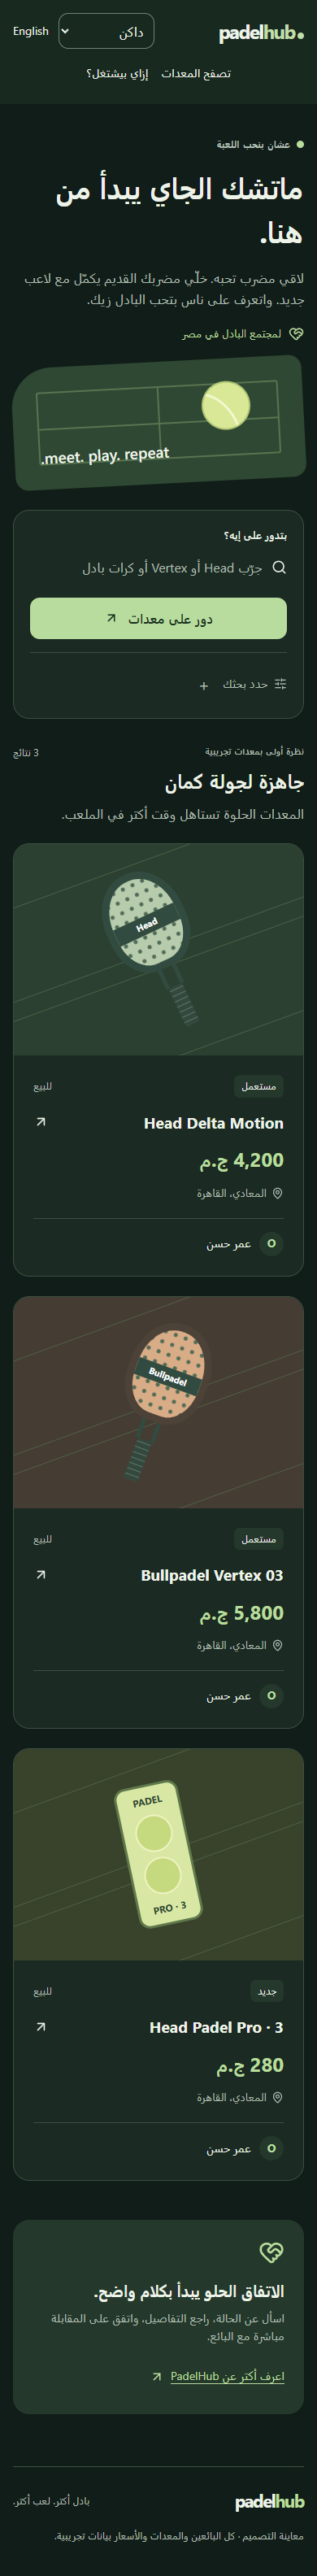 padelhub
داكن
English
تصفح المعدات
إزاي بيشتغل؟
عشان بتحب اللعبة
ماتشك الجاي يبدأ من
هنا.
لاقي مضرب تحبه. خلّي مضربك القديم يكمّل مع لاعب
جديد. واتعرف على ناس بتحب البادل زيك.
لمجتمع البادل في مصر
meet. play. repeat.
بتدور على إيه؟
جرّب Head أو Vertex أو كرات بادل
دور على معدات
حدد بحثك
+
نظرة أولى بمعدات تجريبية
3 نتائج
جاهزة لجولة كمان
المعدات الحلوة تستاهل وقت أكتر في الملعب.
Head
مستعمل
للبيع
Head Delta Motion
4,200 ج.م
المعادي، القاهرة
O
عمر حسن
Bullpadel
مستعمل
للبيع
Bullpadel Vertex 03
5,800 ج.م
المعادي، القاهرة
O
عمر حسن
PADEL
PRO · 3
جديد
للبيع
Head Padel Pro · 3
280 ج.م
المعادي، القاهرة
O
عمر حسن
الاتفاق الحلو يبدأ بكلام واضح.
اسأل عن الحالة، راجع التفاصيل، واتفق على المقابلة
مباشرة مع البائع.
اعرف أكتر عن PadelHub
padelhub
بادل أكتر. لعب أكتر.
معاينة التصميم · كل البائعين والمعدات والأسعار بيانات تجريبية.